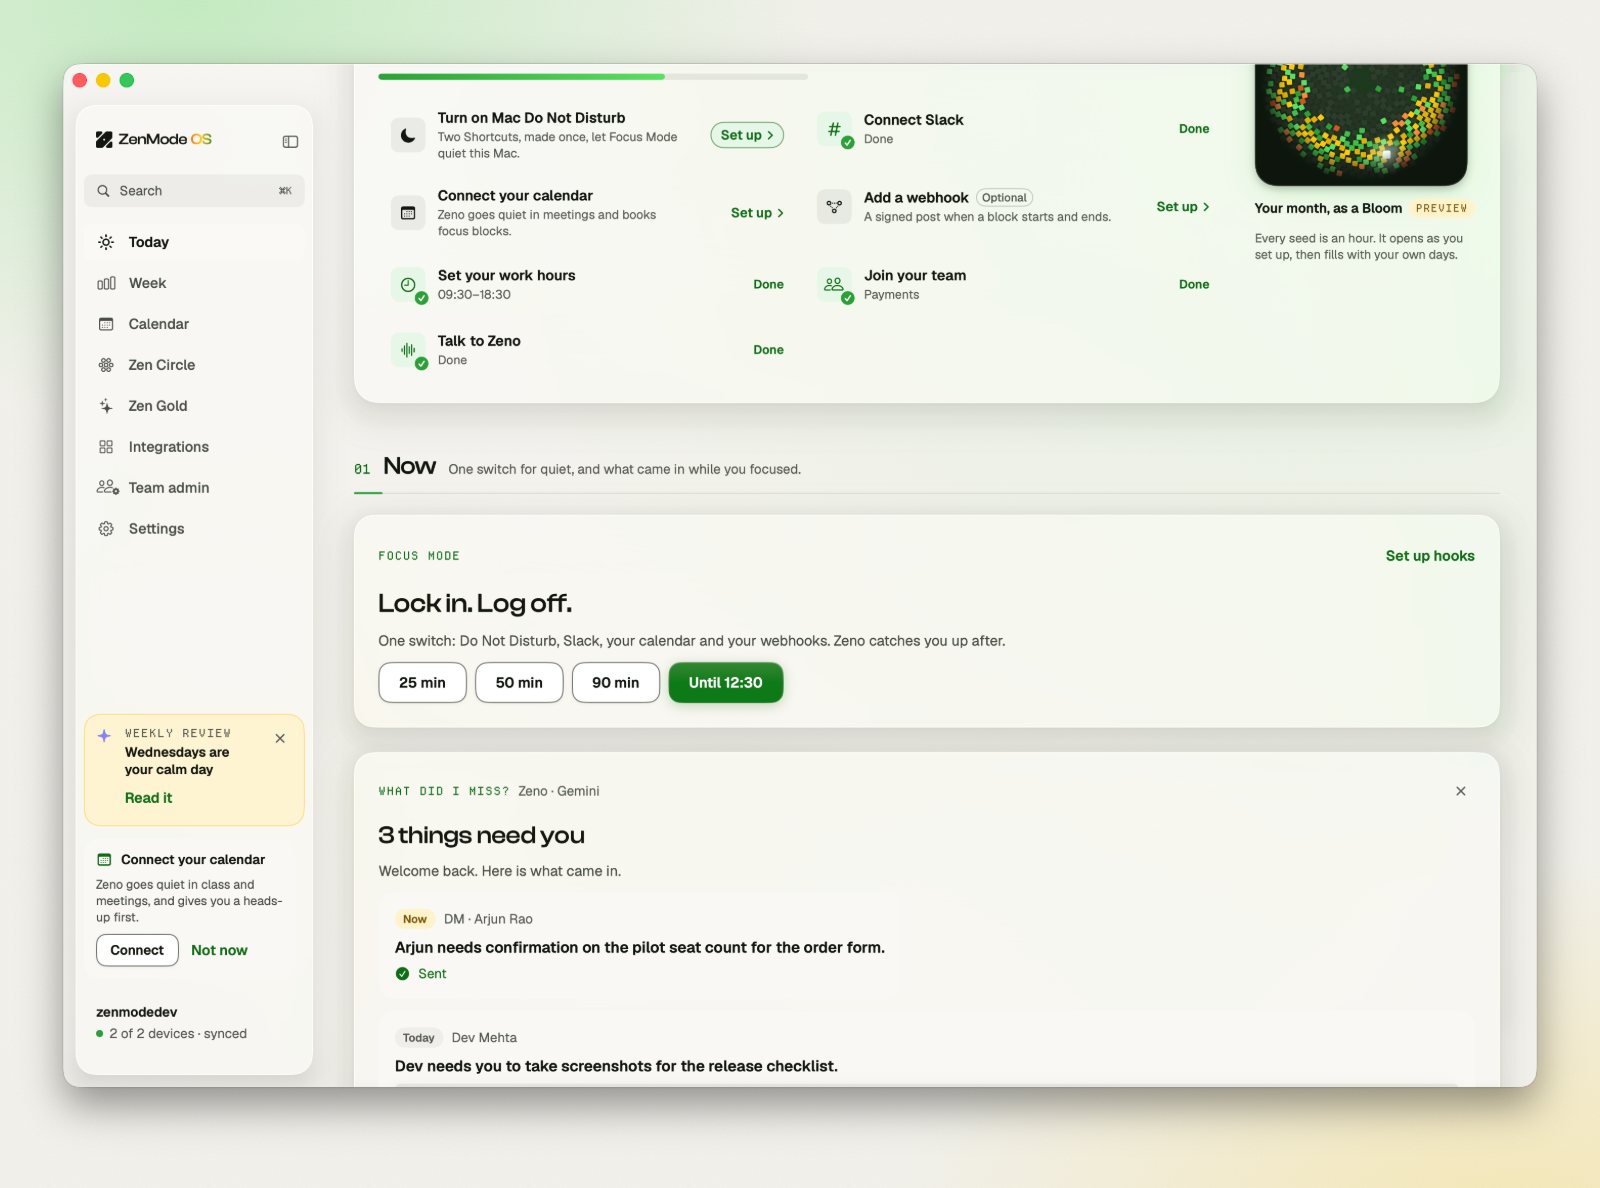 ZenMode OS
Search ⌘K
Today
Week
Calendar
Zen Circle
Zen Gold
Integrations
Team admin
Settings
WEEKLY REVIEW
Wednesdays are
your calm day
Read it
Connect your calendar
Zeno goes quiet in class and
meetings, and gives you a heads-
up first.
Connect Not now
zenmodedev
2 of 2 devices · synced
Turn on Mac Do Not Disturb
Two Shortcuts, made once, let Focus Mode
quiet this Mac.
Set up
Connect Slack
Done
Done
Connect your calendar
Zeno goes quiet in meetings and books
focus blocks.
Set up
Add a webhook Optional
A signed post when a block starts and ends.
Set up
Set your work hours
09:30–18:30
Done
Join your team
Payments
Done
Talk to Zeno
Done
Done
Your month, as a Bloom PREVIEW
Every seed is an hour. It opens as you
set up, then fills with your own days.
01 Now One switch for quiet, and what came in while you focused.
FOCUS MODE
Set up hooks
Lock in. Log off.
One switch: Do Not Disturb, Slack, your calendar and your webhooks. Zeno catches you up after.
25 min 50 min 90 min Until 12:30
WHAT DID I MISS? Zeno · Gemini
3 things need you
Welcome back. Here is what came in.
Now DM · Arjun Rao
Arjun needs confirmation on the pilot seat count for the order form.
Sent
Today Dev Mehta
Dev needs you to take screenshots for the release checklist.